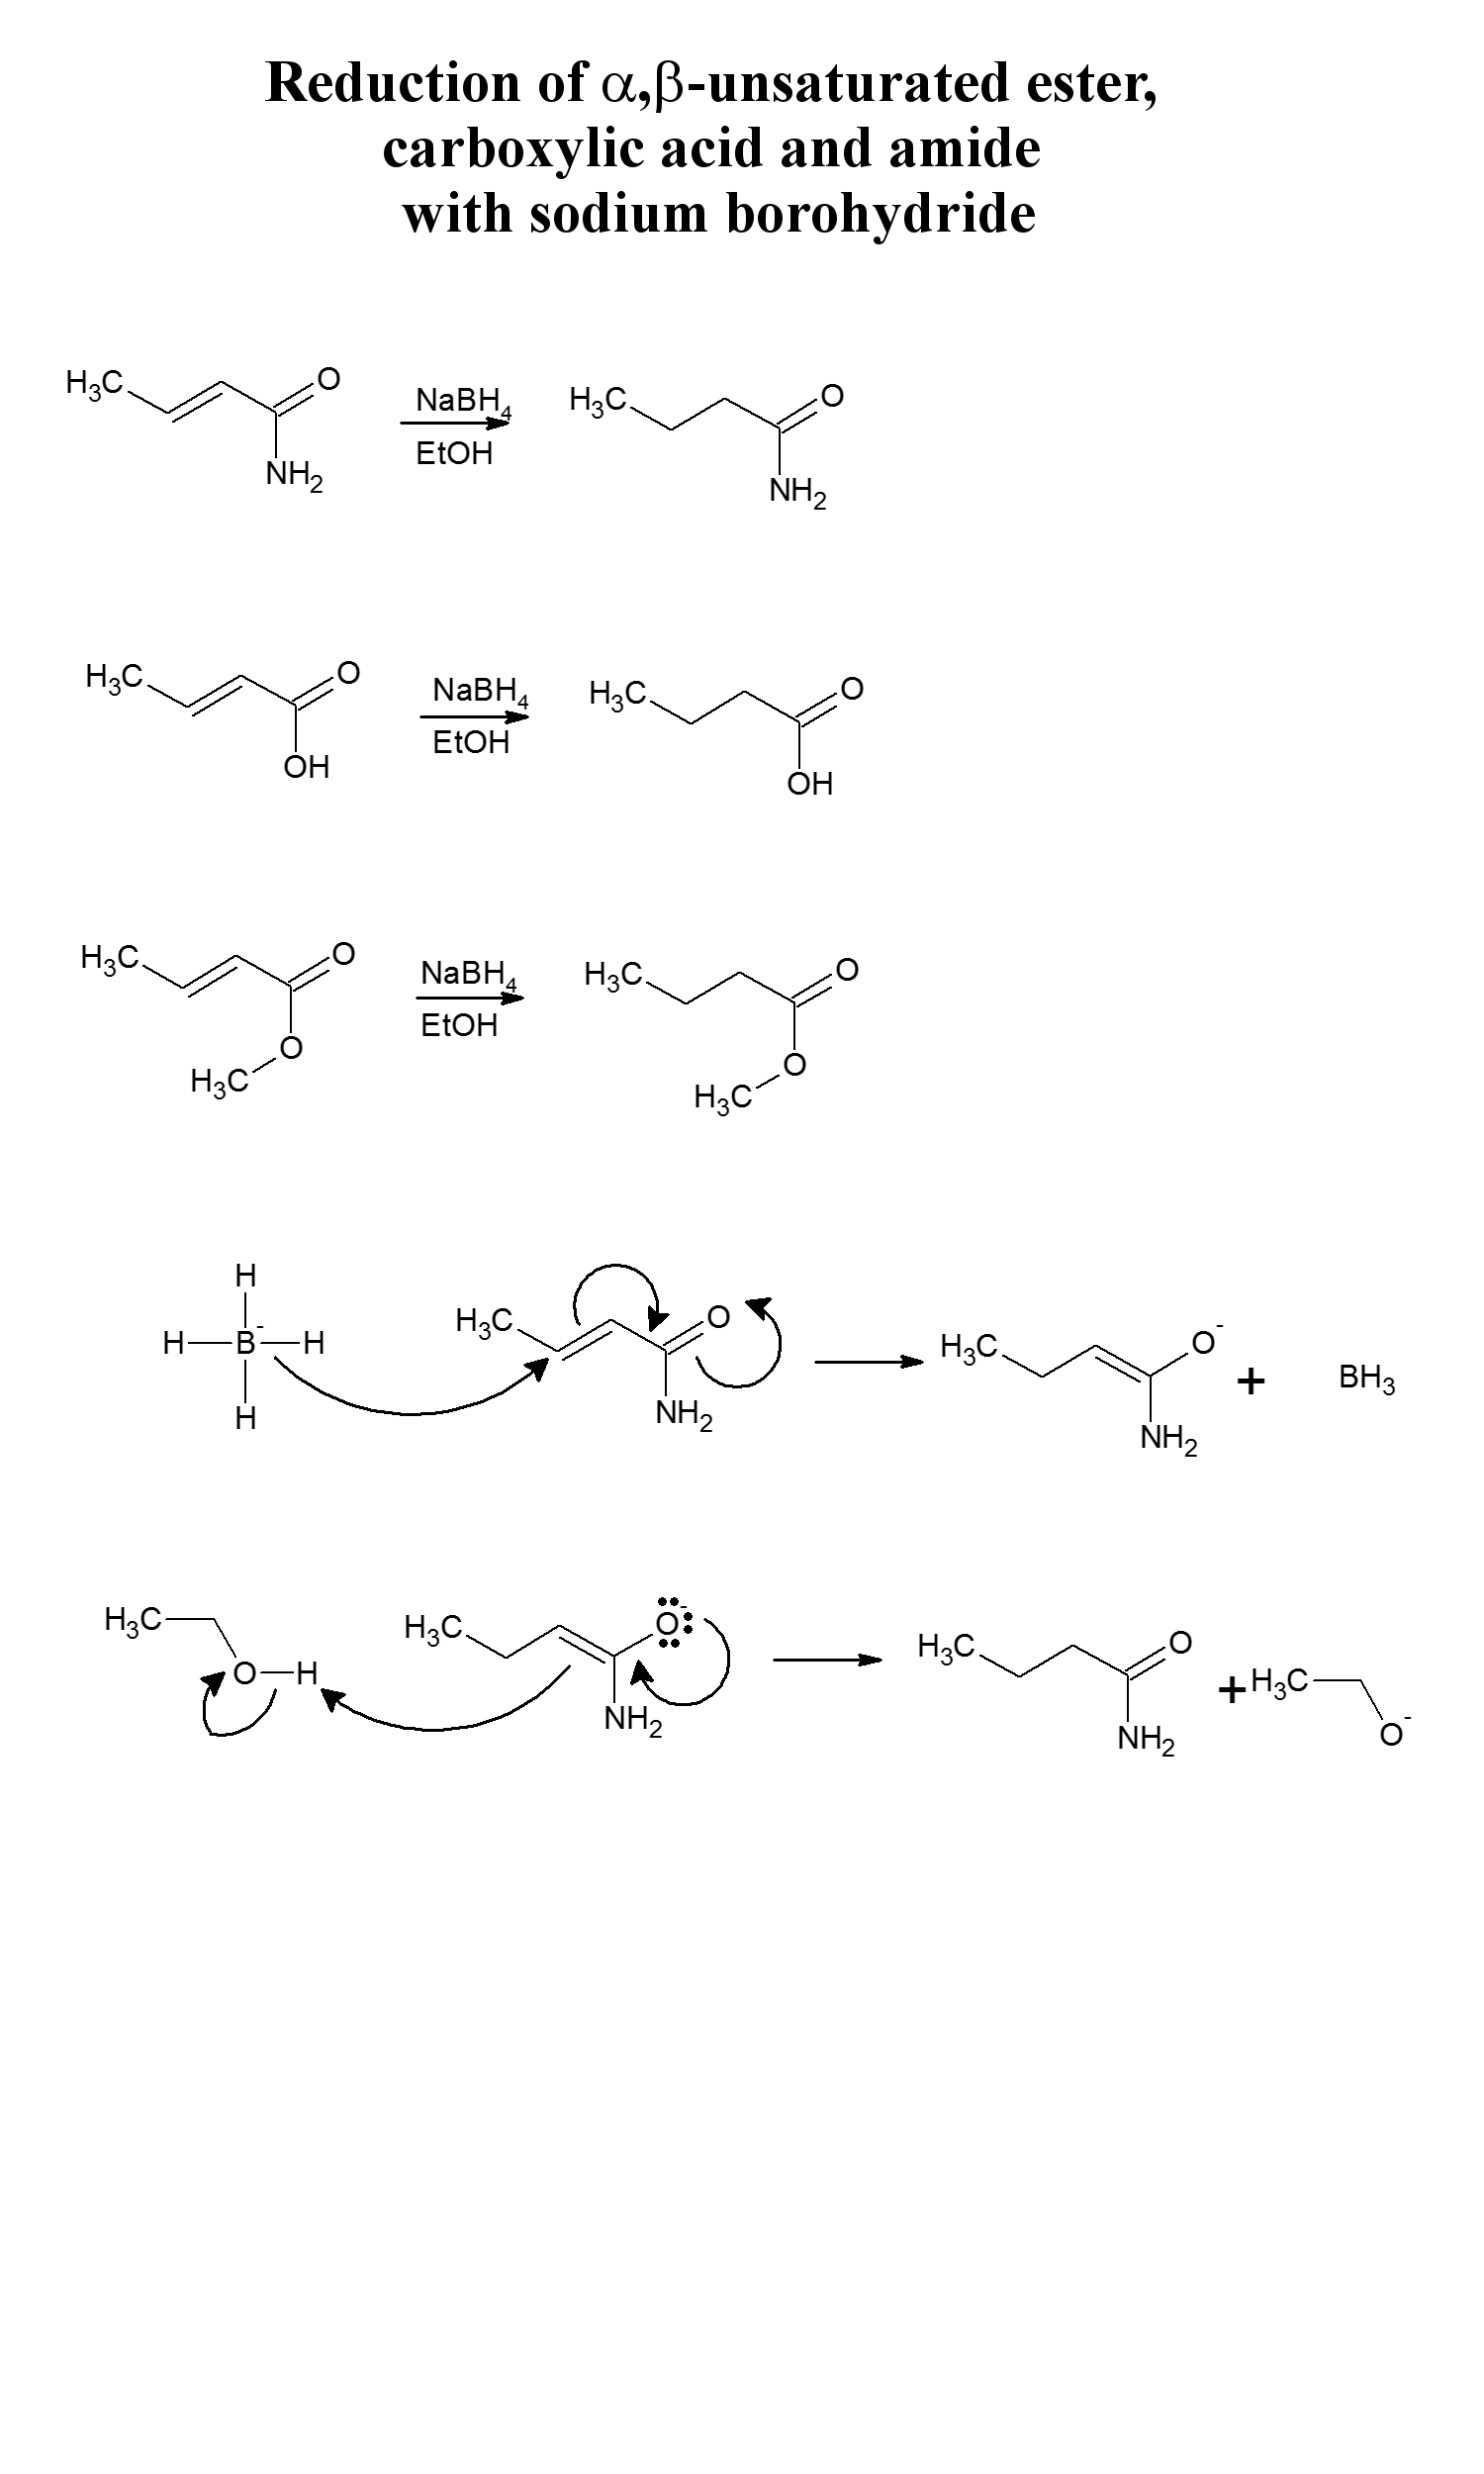 Reduction of α,β-unsaturated ester,
carboxylic acid and amide
with sodium borohydride
H3C O NaBH4 H3C O
EtOH
NH2 NH2
H3C O NaBH4 H3C O
EtOH
OH OH
H3C O NaBH4 H3C O
EtOH
O O
H3C H3C
H
H3C O H3C O-
H B- H + BH3
H NH2 NH2
H3C H3C O- H3C O
O H + H3C
NH2 NH2 O-